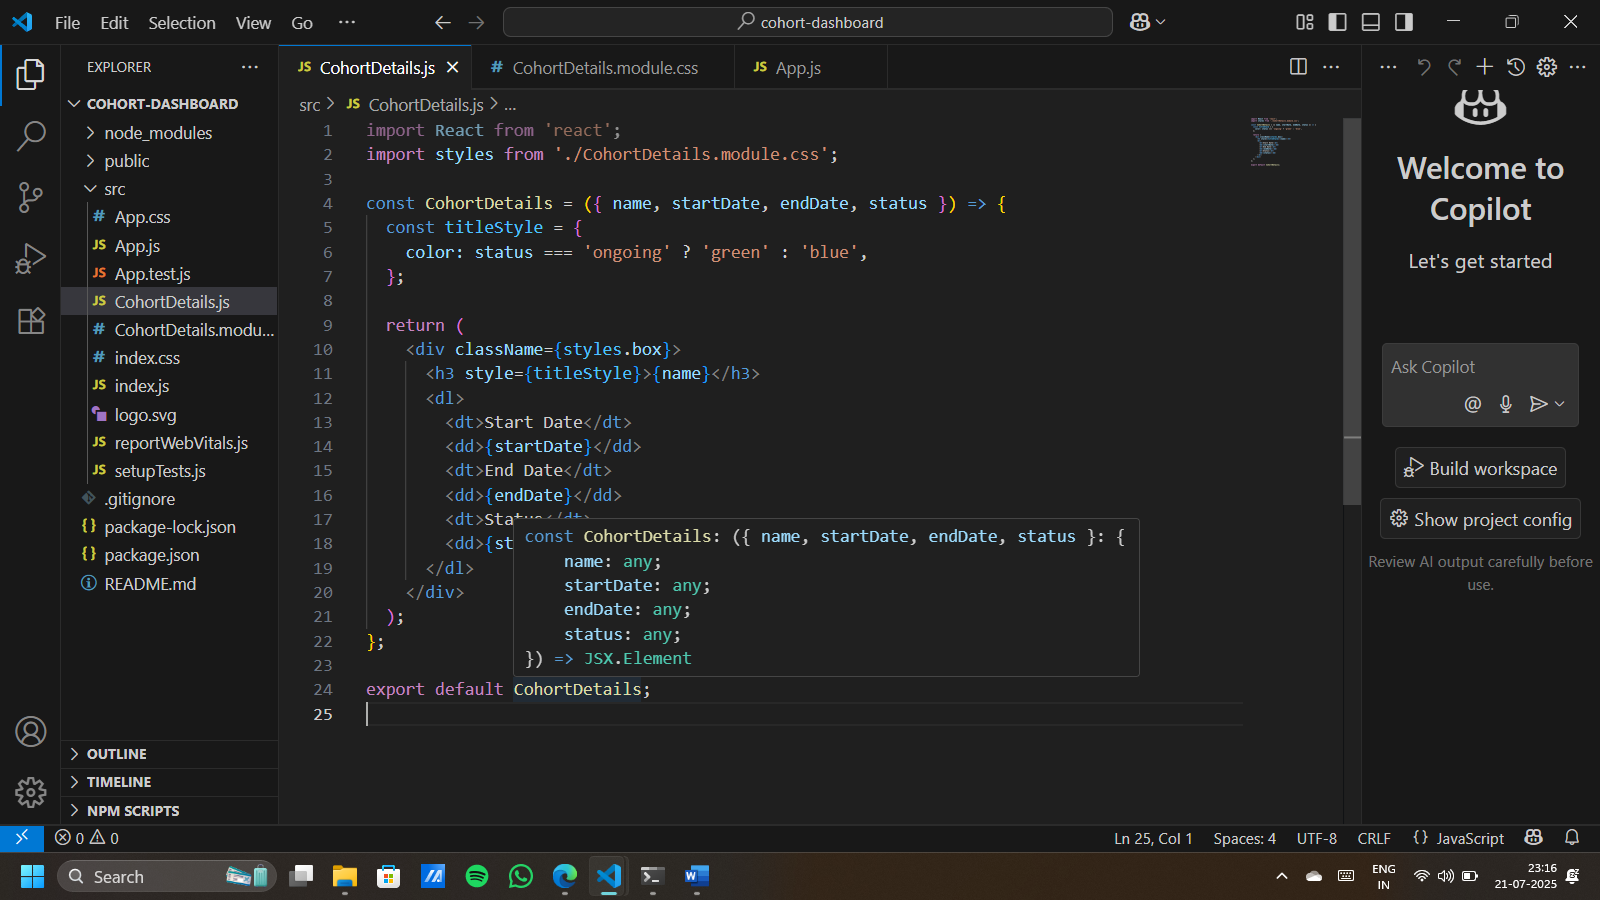 File Edit Selection View Go ···
cohort-dashboard
EXPLORER ···
COHORT-DASHBOARD
node_modules
public
src
# App.css
JS App.js
JS App.test.js
JS CohortDetails.js
# CohortDetails.modu...
# index.css
JS index.js
logo.svg
JS reportWebVitals.js
JS setupTests.js
.gitignore
{} package-lock.json
{} package.json
README.md
OUTLINE
TIMELINE
NPM SCRIPTS
JS CohortDetails.js
# CohortDetails.module.css
JS App.js
src > JS CohortDetails.js > ...
1 import React from 'react';
2 import styles from './CohortDetails.module.css';
3
4 const CohortDetails = ({ name, startDate, endDate, status }) => {
5 const titleStyle = {
6 color: status === 'ongoing' ? 'green' : 'blue',
7 };
8
9 return (
10 <div className={styles.box}>
11 <h3 style={titleStyle}>{name}</h3>
12 <dl>
13 <dt>Start Date</dt>
14 <dd>{startDate}</dd>
15 <dt>End Date</dt>
16 <dd>{endDate}</dd>
17 <dt>Status</dt>
18 <dd>{st
19 </dl>
20 </div>
21 );
22 };
23
24 export default CohortDetails;
25
const CohortDetails: ({ name, startDate, endDate, status }: {
name: any;
startDate: any;
endDate: any;
status: any;
}) => JSX.Element
Welcome to
Copilot
Let's get started
Ask Copilot
@
Build workspace
Show project config
Review AI output carefully before
use.
0 0
Ln 25, Col 1 Spaces: 4 UTF-8 CRLF {} JavaScript
Search
ENG
IN
23:16
21-07-2025